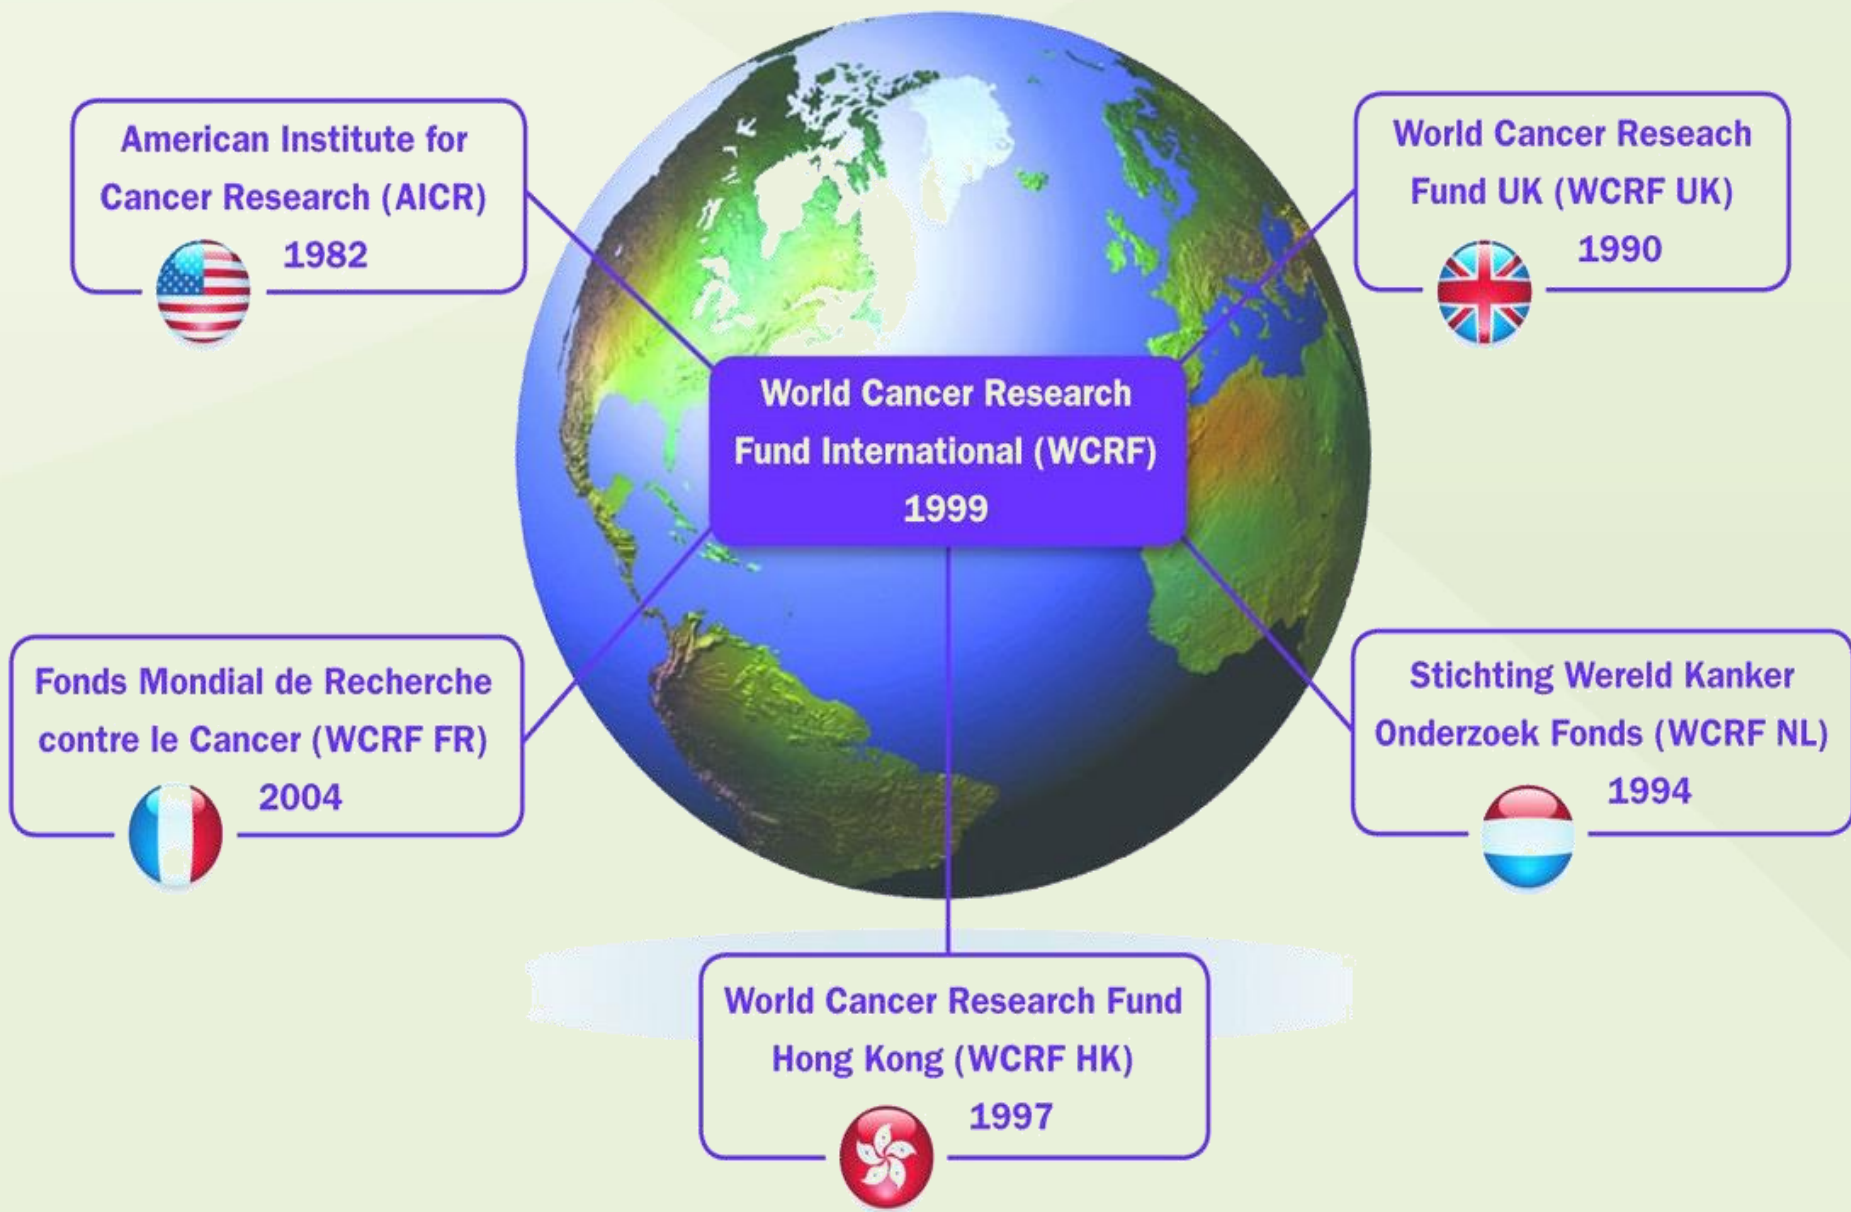 American Institute for
Cancer Research (AICR)
1982
World Cancer Reseach
Fund UK (WCRF UK)
1990
World Cancer Research
Fund International (WCRF)
1999
Fonds Mondial de Recherche
contre le Cancer (WCRF FR)
2004
Stichting Wereld Kanker
Onderzoek Fonds (WCRF NL)
1994
World Cancer Research Fund
Hong Kong (WCRF HK)
1997